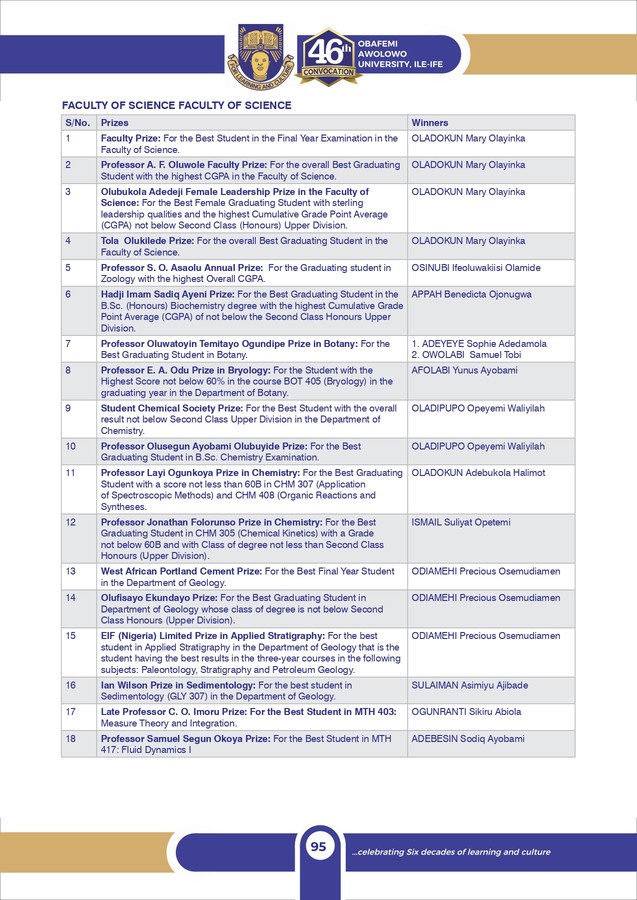 FOR LEARNING AND CULTURE
46th
CONVOCATION
OBAFEMI
AWOLOWO
UNIVERSITY, ILE-IFE
FACULTY OF SCIENCE FACULTY OF SCIENCE
S/No. Prizes Winners
1 Faculty Prize: For the Best Student in the Final Year Examination in the OLADOKUN Mary Olayinka
Faculty of Science.
2 Professor A. F. Oluwole Faculty Prize: For the overall Best Graduating OLADOKUN Mary Olayinka
Student with the highest CGPA in the Faculty of Science.
3 Olubukola Adedeji Female Leadership Prize in the Faculty of OLADOKUN Mary Olayinka
Science: For the Best Female Graduating Student with sterling
leadership qualities and the highest Cumulative Grade Point Average
(CGPA) not below Second Class (Honours) Upper Division.
4 Tola Olukilede Prize: For the overall Best Graduating Student in the OLADOKUN Mary Olayinka
Faculty of Science.
5 Professor S. O. Asaolu Annual Prize: For the Graduating student in OSINUBI Ifeoluwakiisi Olamide
Zoology with the highest Overall CGPA.
6 Hadji Imam Sadiq Ayeni Prize: For the Best Graduating Student in the APPAH Benedicta Ojonugwa
B.Sc. (Honours) Biochemistry degree with the highest Cumulative Grade
Point Average (CGPA) of not below the Second Class Honours Upper
Division.
7 Professor Oluwatoyin Temitayo Ogundipe Prize in Botany: For the 1. ADEYEYE Sophie Adedamola
Best Graduating Student in Botany. 2. OWOLABI Samuel Tobi
8 Professor E. A. Odu Prize in Bryology: For the Student with the AFOLABI Yunus Ayobami
Highest Score not below 60% in the course BOT 405 (Bryology) in the
graduating year in the Department of Botany.
9 Student Chemical Society Prize: For the Best Student with the overall OLADIPUPO Opeyemi Waliyilah
result not below Second Class Upper Division in the Department of
Chemistry.
10 Professor Olusegun Ayobami Olubuyide Prize: For the Best OLADIPUPO Opeyemi Waliyilah
Graduating Student in B.Sc. Chemistry Examination.
11 Professor Layi Ogunkoya Prize in Chemistry: For the Best Graduating OLADOKUN Adebukola Halimot
Student with a score not less than 60B in CHM 307 (Application
of Spectroscopic Methods) and CHM 408 (Organic Reactions and
Syntheses.
12 Professor Jonathan Folorunso Prize in Chemistry: For the Best ISMAIL Suliyat Opetemi
Graduating Student in CHM 305 (Chemical Kinetics) with a Grade
not below 60B and with Class of degree not less than Second Class
Honours (Upper Division).
13 West African Portland Cement Prize: For the Best Final Year Student ODIAMEHI Precious Osemudiamen
in the Department of Geology.
14 Olufisayo Ekundayo Prize: For the Best Graduating Student in ODIAMEHI Precious Osemudiamen
Department of Geology whose class of degree is not below Second
Class Honours (Upper Division).
15 EIF (Nigeria) Limited Prize in Applied Stratigraphy: For the best ODIAMEHI Precious Osemudiamen
student in Applied Stratigraphy in the Department of Geology that is the
student having the best results in the three-year courses in the following
subjects: Paleontology, Stratigraphy and Petroleum Geology.
16 Ian Wilson Prize in Sedimentology: For the best student in SULAIMAN Asimiyu Ajibade
Sedimentology (GLY 307) in the Department of Geology.
17 Late Professor C. O. Imoru Prize: For the Best Student in MTH 403: OGUNRANTI Sikiru Abiola
Measure Theory and Integration.
18 Professor Samuel Segun Okoya Prize: For the Best Student in MTH ADEBESIN Sodiq Ayobami
417: Fluid Dynamics I
95
...celebrating Six decades of learning and culture